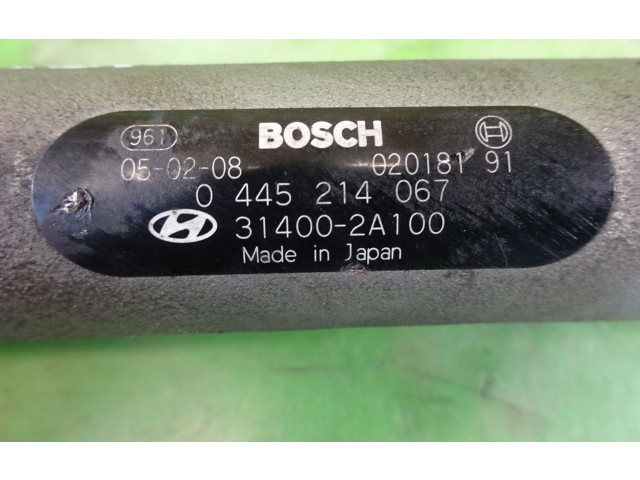 961 BOSCH
05-02-08 020181 91
0 445 214 067
31400-2A100
Made in Japan